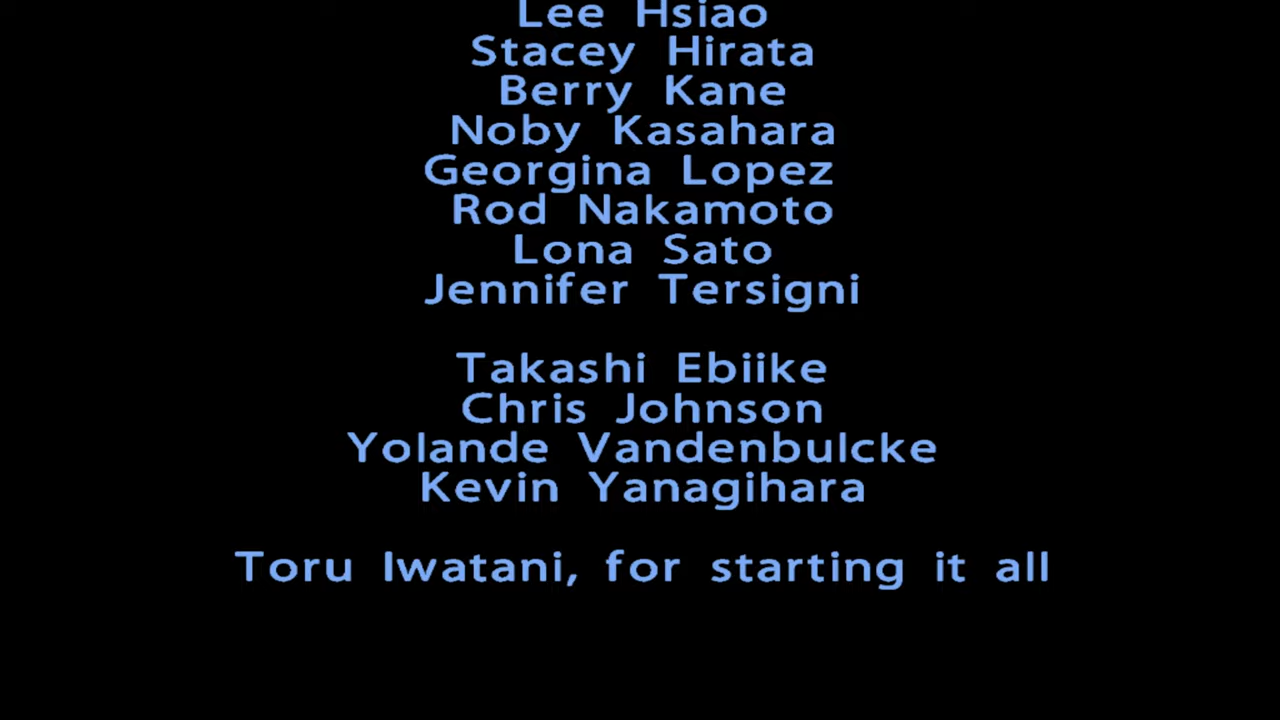 Lee Hsiao
Stacey Hirata
Berry Kane
Noby Kasahara
Georgina Lopez
Rod Nakamoto
Lona Sato
Jennifer Tersigni
Takashi Ebiike
Chris Johnson
Yolande Vandenbulcke
Kevin Yanagihara
Toru Iwatani, for starting it all